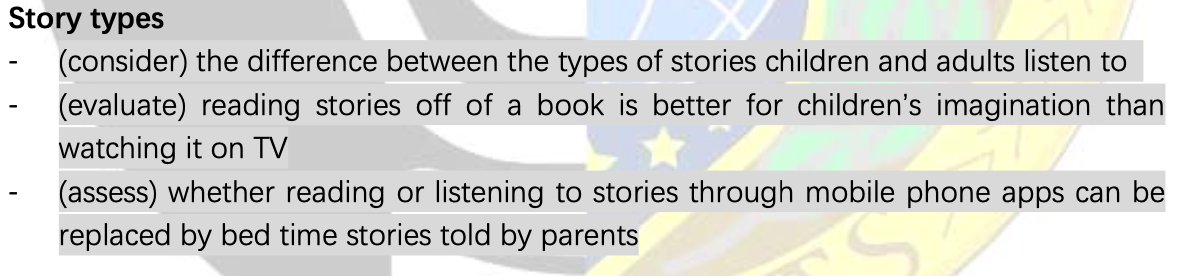 Story types
- (consider) the difference between the types of stories children and adults listen to
- (evaluate) reading stories off of a book is better for children’s imagination than
watching it on TV
- (assess) whether reading or listening to stories through mobile phone apps can be
replaced by bed time stories told by parents